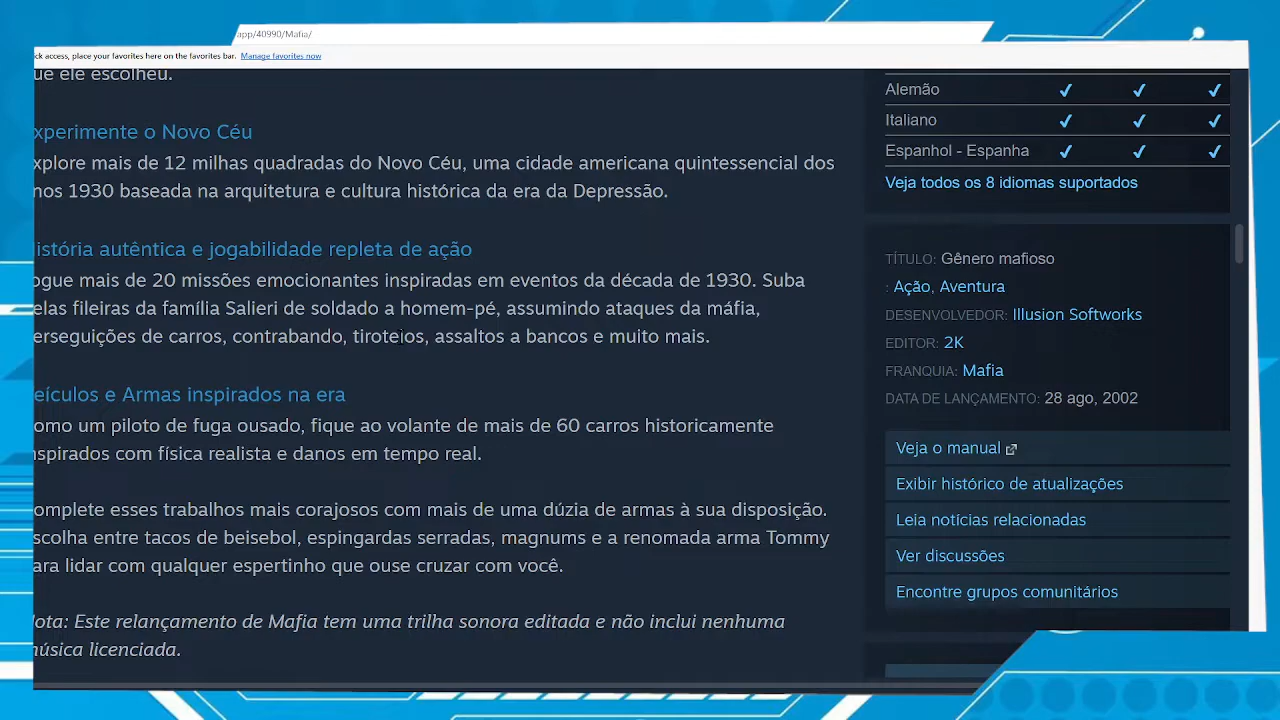 app/40990/Mafia/
ck access, place your favorites here on the favorites bar. Manage favorites now
ue ele escolheu.
xperimente o Novo Céu
xplore mais de 12 milhas quadradas do Novo Céu, uma cidade americana quintessencial dos
nos 1930 baseada na arquitetura e cultura histórica da era da Depressão.
istória autêntica e jogabilidade repleta de ação
ogue mais de 20 missões emocionantes inspiradas em eventos da década de 1930. Suba
elas fileiras da família Salieri de soldado a homem-pé, assumindo ataques da máfia,
erseguições de carros, contrabando, tiroteios, assaltos a bancos e muito mais.
eículos e Armas inspirados na era
omo um piloto de fuga ousado, fique ao volante de mais de 60 carros historicamente
nspirados com física realista e danos em tempo real.
omplete esses trabalhos mais corajosos com mais de uma dúzia de armas à sua disposição.
scolha entre tacos de beisebol, espingardas serradas, magnums e a renomada arma Tommy
ara lidar com qualquer espertinho que ouse cruzar com você.
ota: Este relançamento de Mafia tem uma trilha sonora editada e não inclui nenhuma
núsica licenciada.
Alemão ✓ ✓ ✓
Italiano ✓ ✓ ✓
Espanhol - Espanha ✓ ✓ ✓
Veja todos os 8 idiomas suportados
TÍTULO: Gênero mafioso
: Ação, Aventura
DESENVOLVEDOR: Illusion Softworks
EDITOR: 2K
FRANQUIA: Mafia
DATA DE LANÇAMENTO: 28 ago, 2002
Veja o manual
Exibir histórico de atualizações
Leia notícias relacionadas
Ver discussões
Encontre grupos comunitários